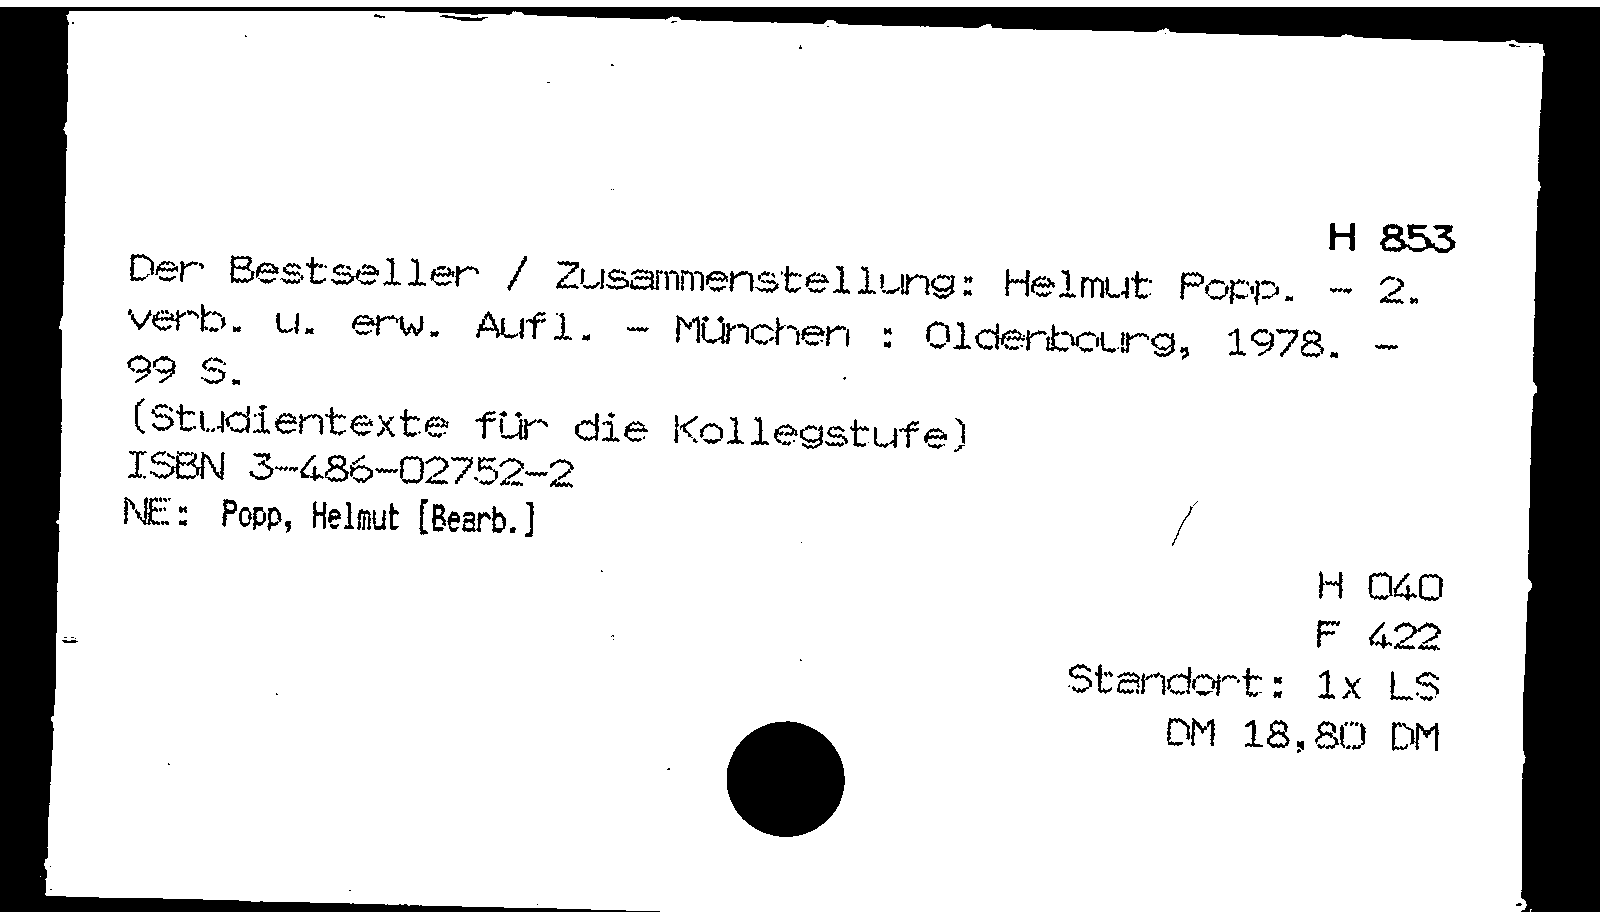 H 853
Der Bestseller / Zusammenstellung: Helmut Popp. - 2.
verb. u. erw. Aufl. - München : Oldenbourg, 1978. -
99 S.
(Studientexte für die Kollegstufe)
ISBN 3-486-02752-2
NE: Popp, Helmut [Bearb.]
H 040
F 422
Standort: 1x LS
DM 18,80 DM